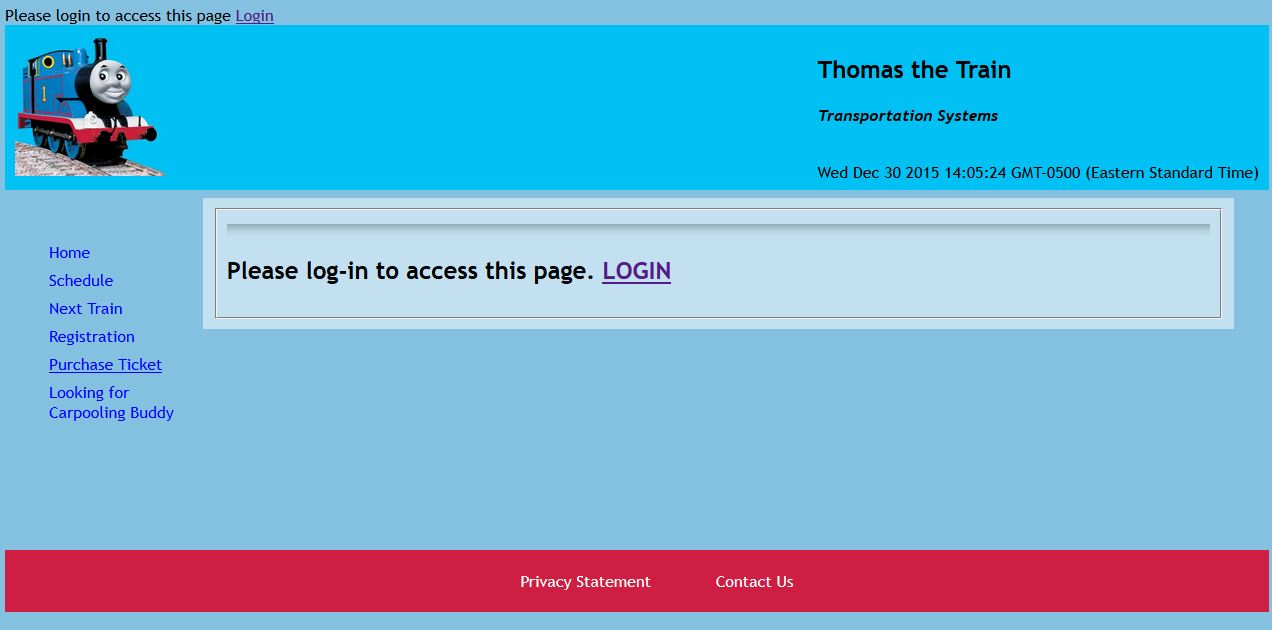 Please login to access this page Login
1
Thomas the Train
Transportation Systems
Wed Dec 30 2015 14:05:24 GMT-0500 (Eastern Standard Time)
Home
Schedule
Next Train
Registration
Purchase Ticket
Looking for
Carpooling Buddy
Please log-in to access this page. LOGIN
Privacy Statement Contact Us